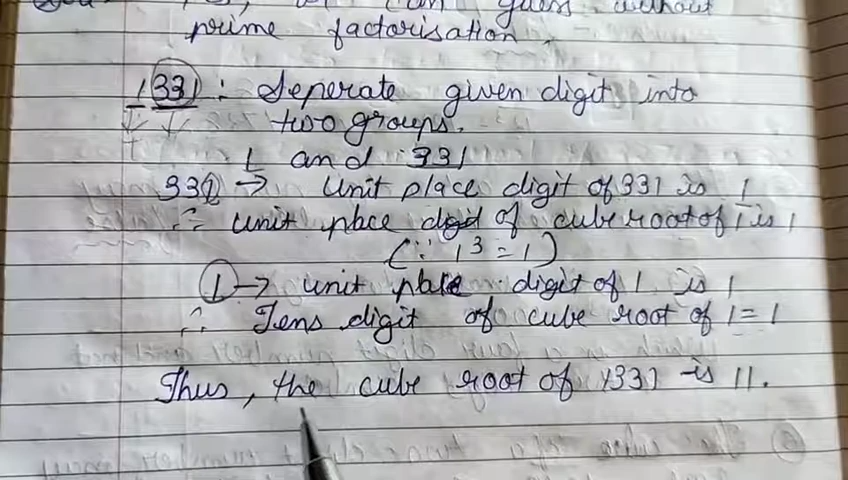 guess without
prime factorisation.
1331 : Seperate given digit into
two groups.
1 and 331
331 → Unit place digit of 331 is 1
∴ unit place digit of cube root of 1 is 1
(∵ 1³ = 1)
1 → unit place digit of 1 is 1
∴ Tens digit of cube root of 1 = 1
Thus, the cube root of 1331 is 11.